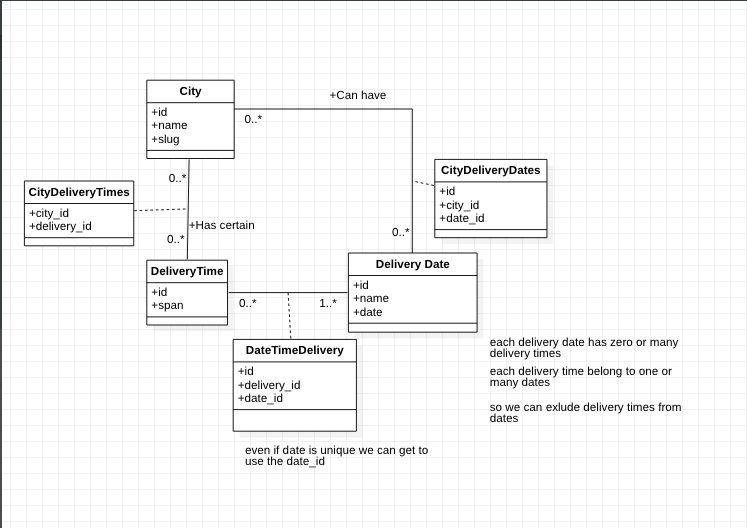 City
+id
+name
+slug
+Can have
0..*
CityDeliveryDates
+id
+city_id
+date_id
0..*
CityDeliveryTimes
+city_id
+delivery_id
+Has certain
0..*
0..*
DeliveryTime
+id
+span
Delivery Date
+id
+name
+date
0..*
1..*
DateTimeDelivery
+id
+delivery_id
+date_id
each delivery date has zero or many
delivery times
each delivery time belong to one or
many dates
so we can exlude delivery times from
dates
even if date is unique we can get to
use the date_id